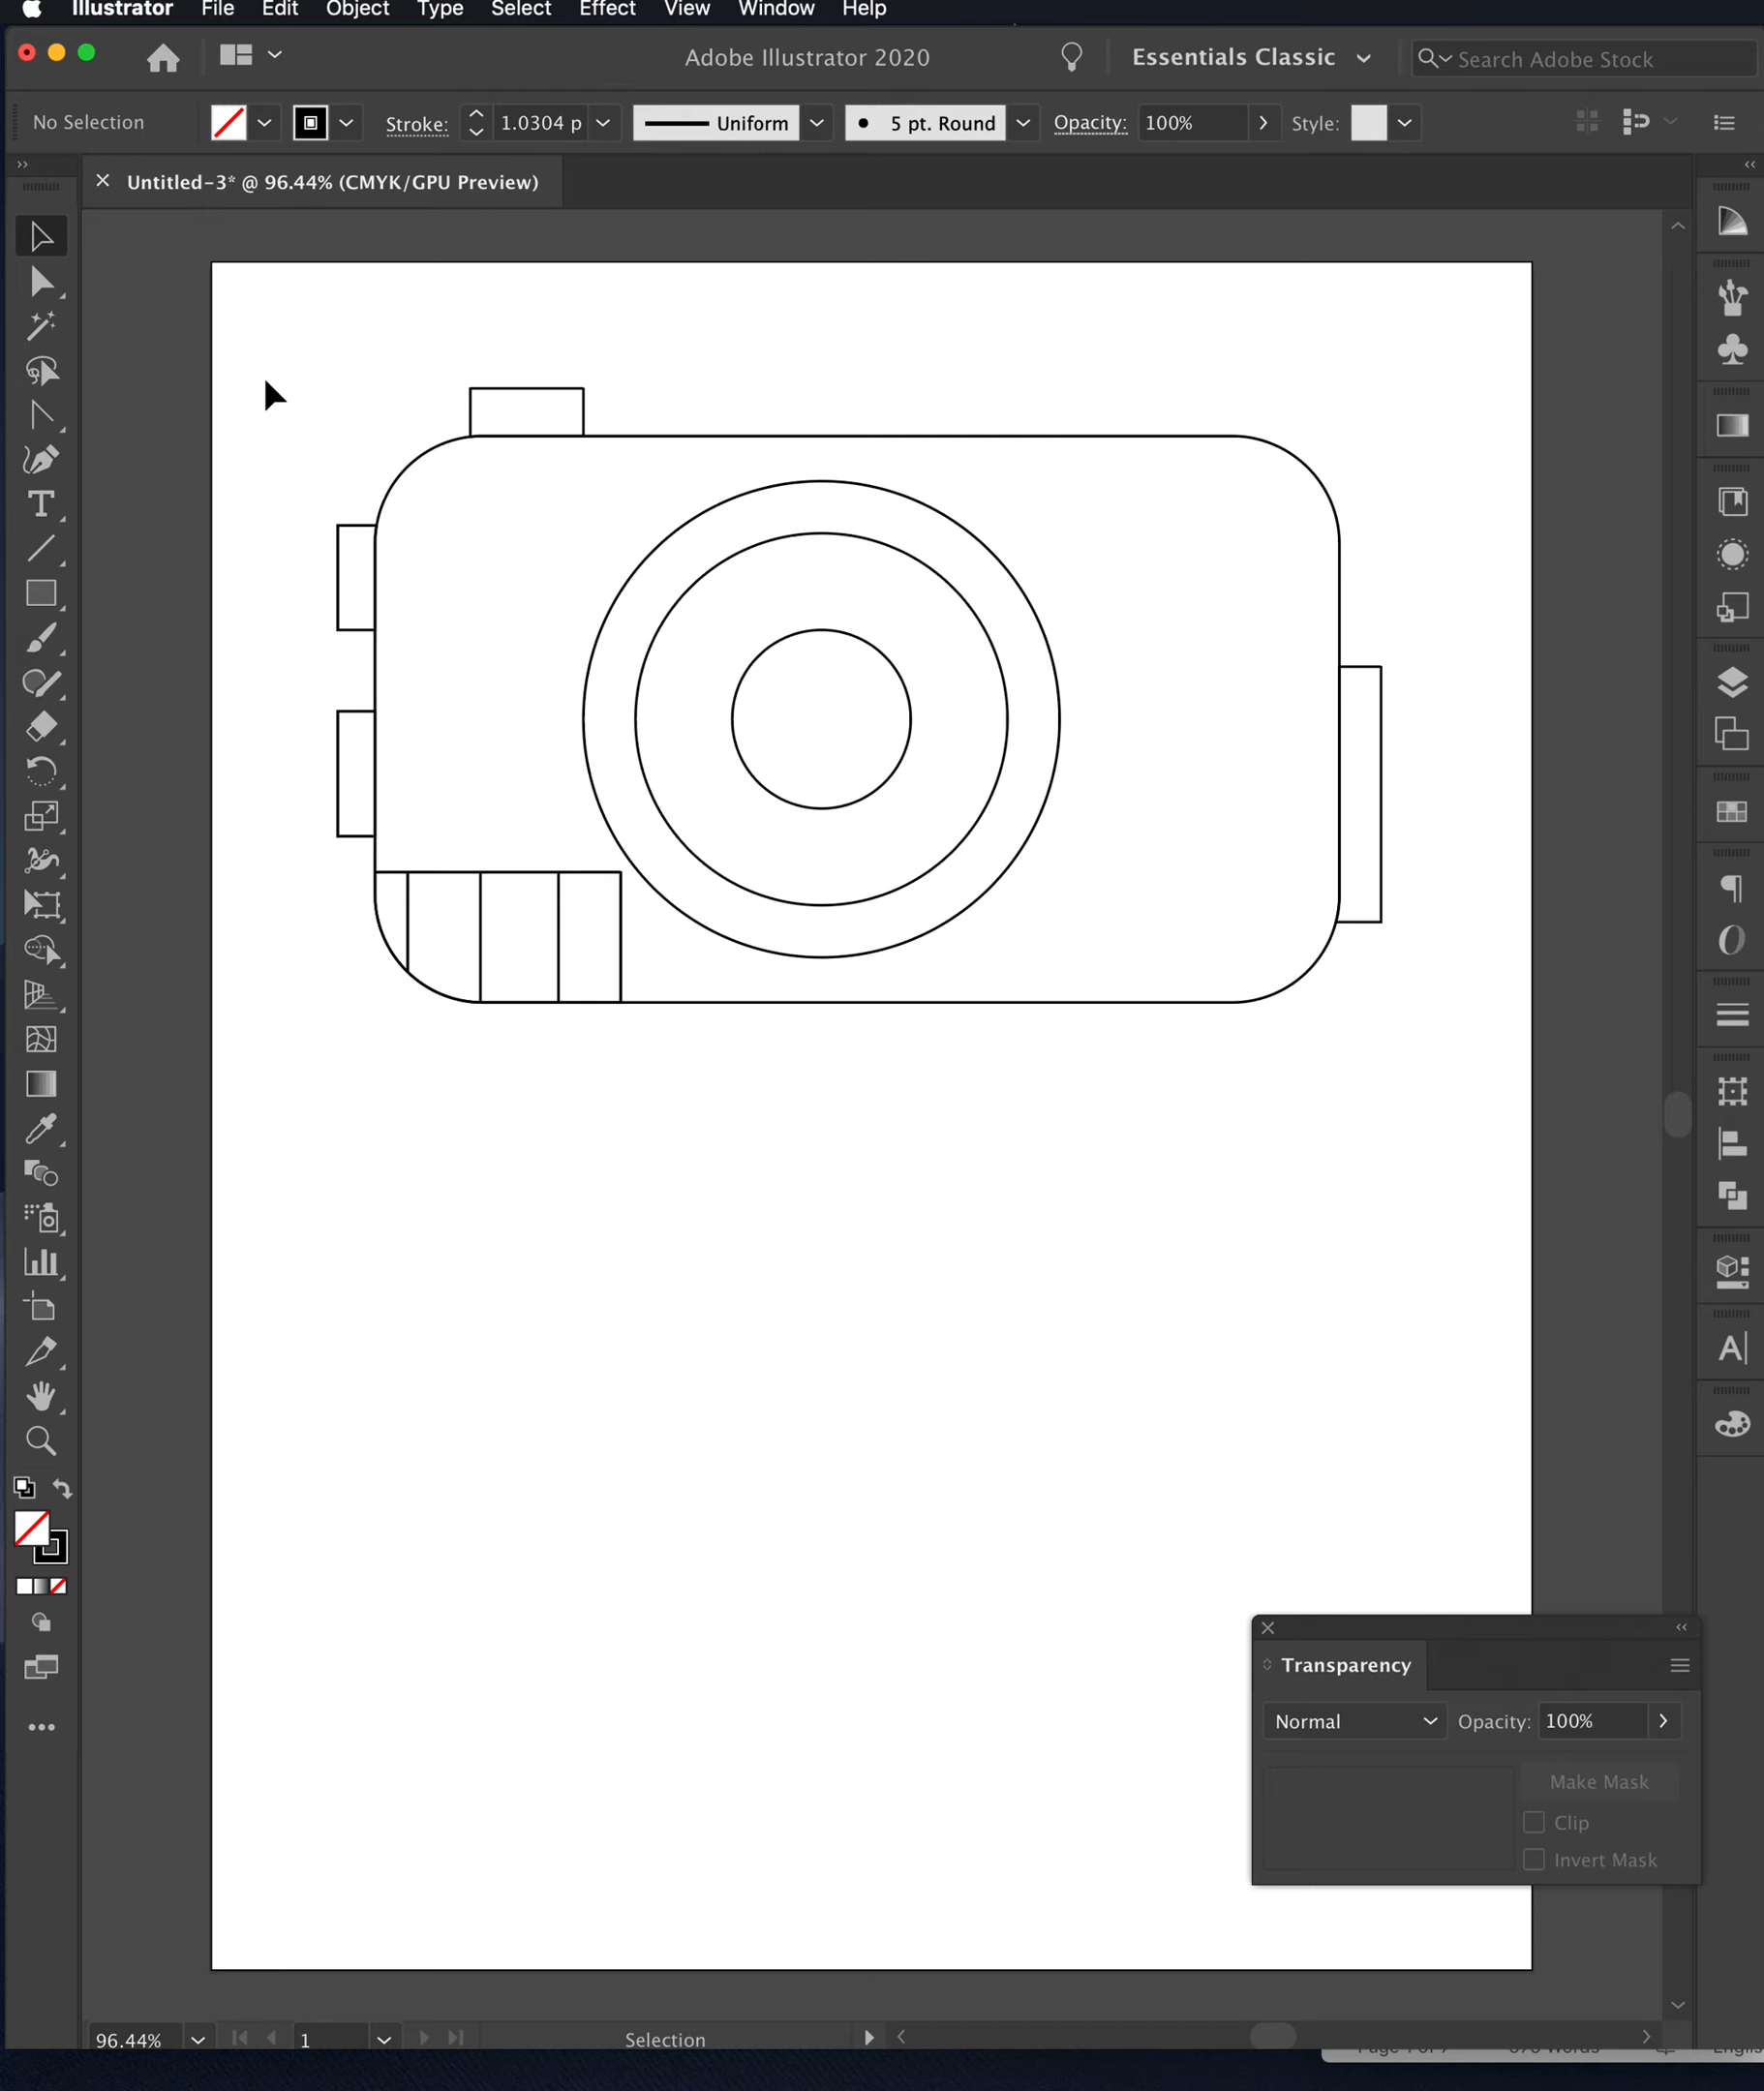 Illustrator File Edit Object Type Select Effect View Window Help
Adobe Illustrator 2020 Essentials Classic Search Adobe Stock
No Selection Stroke: 1.0304 p Uniform 5 pt. Round Opacity: 100% Style:
Untitled-3* @ 96.44% (CMYK/GPU Preview)
Transparency
Normal Opacity: 100%
Make Mask
Clip
Invert Mask
96.44% 1 Selection